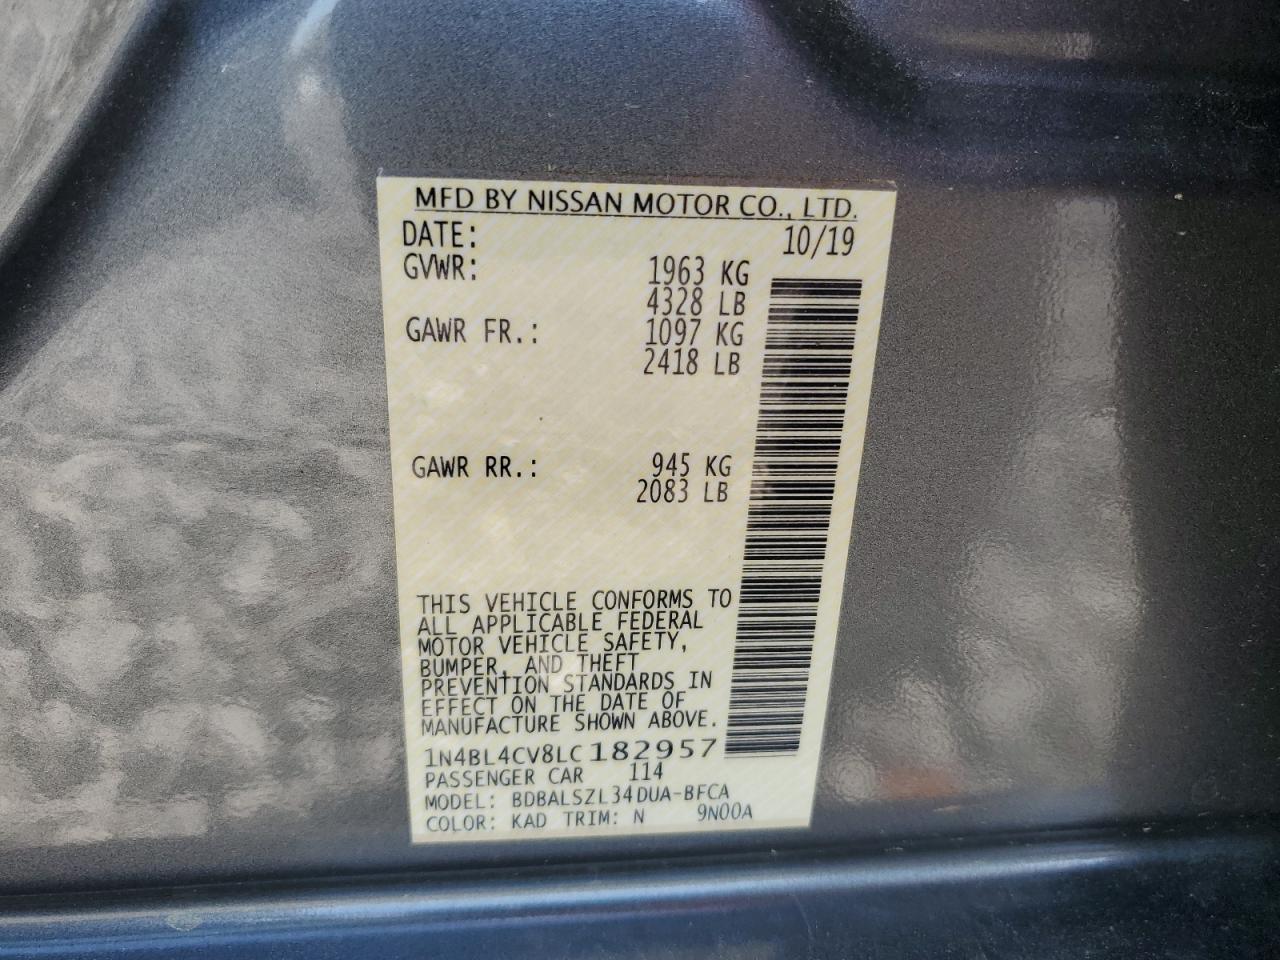 MFD BY NISSAN MOTOR CO., LTD.
DATE: 10/19
GVWR: 1963 KG
4328 LB
GAWR FR.: 1097 KG
2418 LB
GAWR RR.: 945 KG
2083 LB
THIS VEHICLE CONFORMS TO
ALL APPLICABLE FEDERAL
MOTOR VEHICLE SAFETY,
BUMPER, AND THEFT
PREVENTION STANDARDS IN
EFFECT ON THE DATE OF
MANUFACTURE SHOWN ABOVE.
1N4BL4CV8LC182957
PASSENGER CAR 114
MODEL: BDBALSZL34DUA-BFCA
COLOR: KAD TRIM: N 9N00A